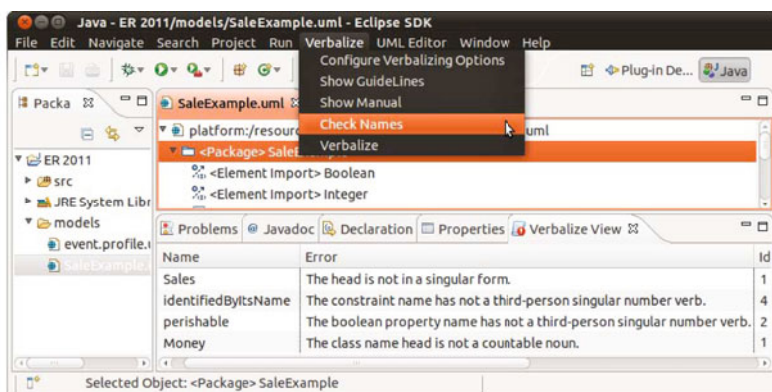 Java - ER 2011/models/SaleExample.uml - Eclipse SDK
File Edit Navigate Search Project Run Verbalize UML Editor Window Help
Configure Verbalizing Options
Show GuideLines
Show Manual
Check Names
Verbalize
Plug-in De... Java
Packa
SaleExample.uml
platform:/resourc uml
<Package> SaleE
<Element Import> Boolean
<Element Import> Integer
ER 2011
src
JRE System Libr
models
event.profile.u
SaleExample.
Problems @ Javadoc Declaration Properties Verbalize View
Name Error Id
Sales The head is not in a singular form. 1
identifiedByItsName The constraint name has not a third-person singular number verb. 4
perishable The boolean property name has not a third-person singular number verb. 2
Money The class name head is not a countable noun. 1
Selected Object: <Package> SaleExample